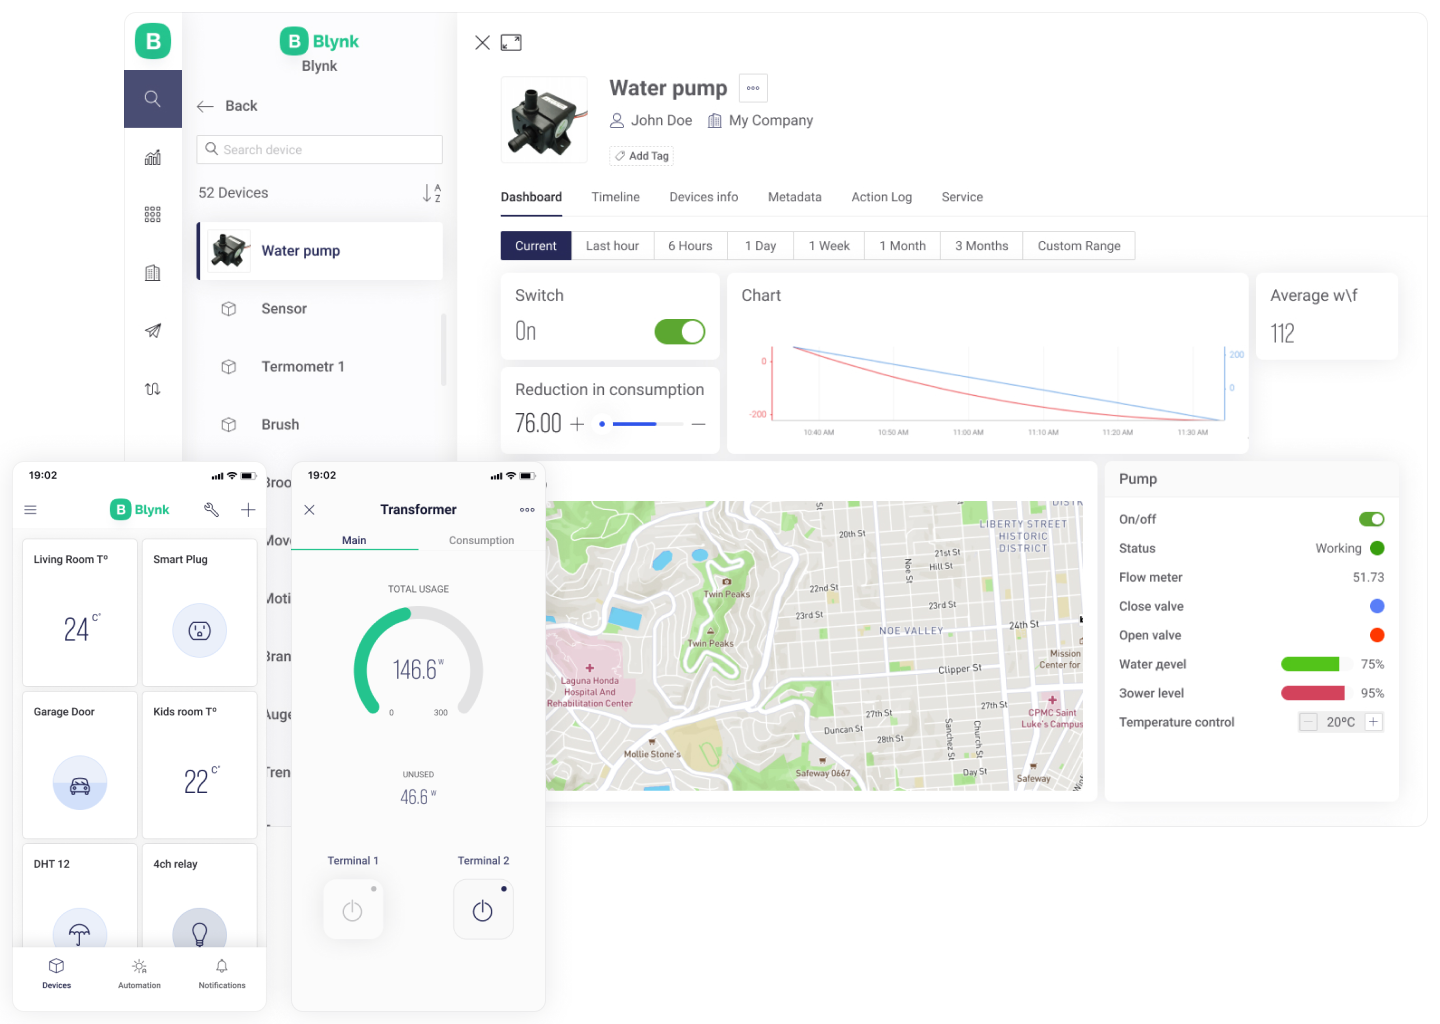 B
B Blynk
Blynk
Back
Search device
52 Devices
A
Z
Water pump
Sensor
Termometr 1
Brush
Water pump
John Doe
My Company
Add Tag
Dashboard
Timeline
Devices info
Metadata
Action Log
Service
Current
Last hour
6 Hours
1 Day
1 Week
1 Month
3 Months
Custom Range
Switch
On
Reduction in consumption
76.00
Chart
0
-200
200
0
10:40 AM
10:50 AM
11:00 AM
11:10 AM
11:20 AM
11:30 AM
Average w\f
112
LIBERTY STREET
HISTORIC
DISTRICT
20th St
21st St
Hill St
Noe St
22nd St
23rd St
23rd St
24th St
Twin Peaks
Twin Peaks
NOE VALLEY
Mission
Center for
Clipper St
Laguna Honda
Hospital And
Rehabilitation Center
CPMC Saint
Luke's Campus
27th St
27th St
Duncan St
28th St
Sanchez St
Church St
Day St
Mollie Stone's
Safeway 0667
Safeway
Pump
On/off
Status
Working
Flow meter
51.73
Close valve
Open valve
Water дevel
75%
Зower level
95%
Temperature control
20ºC
19:02
B Blynk
Living Room Tº
24 C°
Smart Plug
Garage Door
Kids room Tº
22 C°
DHT 12
4ch relay
Devices
Automation
Notifications
19:02
Transformer
Main
Consumption
TOTAL USAGE
146.6 W
0
300
UNUSED
46.6 W
Terminal 1
Terminal 2